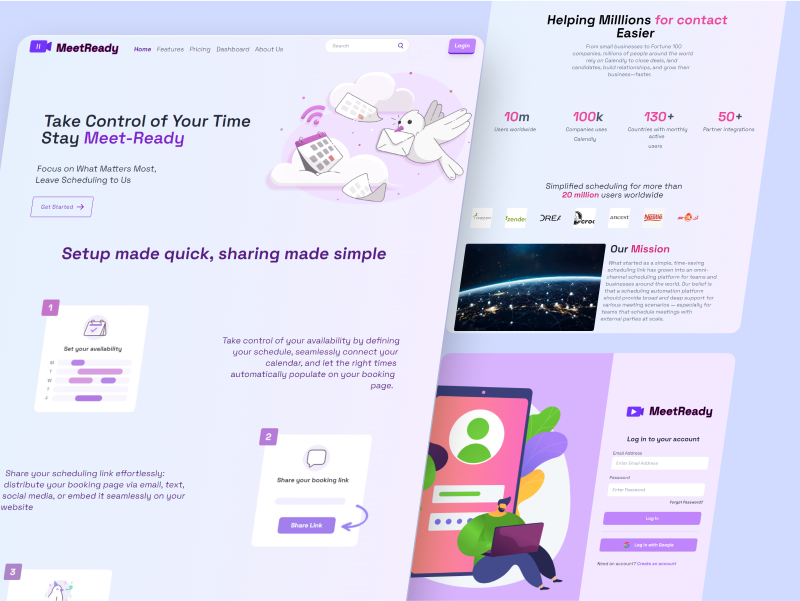 MeetReady
Home Features Pricing Dashboard About Us
Search
Login
Take Control of Your Time
Stay Meet-Ready
Focus on What Matters Most,
Leave Scheduling to Us
Get Started
Setup made quick, sharing made simple
1
Set your availability
M
T
W
T
F
Take control of your availability by defining
your schedule, seamlessly connect your
calendar, and let the right times
automatically populate on your booking
page.
2
Share your booking link
Share Link
Share your scheduling link effortlessly:
distribute your booking page via email, text,
social media, or embed it seamlessly on your
website
3
Helping Milllions for contact
Easier
From small businesses to Fortune 100
companies, millions of people around the world
rely on Calendly to close deals, land
candidates, build relationships, and grow their
business—faster.
10m
Users worldwide
100k
Companies uses
Calendly
130+
Countries with monthly
active
users
50+
Partner integrations
Simplified scheduling for more than
20 million users worldwide
zendes
OREA
croc
ancest
Nestle
Our Mission
What started as a simple, time-saving
scheduling link has grown into an omni-
channel scheduling platform for teams and
businesses around the world. Our belief is
that a scheduling automation platform
should provide broad and deep support for
various meeting scenarios — especially for
teams that schedule meetings with
external parties at scale.
MeetReady
Log in to your account
Email Address
Enter Email Address
Password
Enter Password
Forget Password?
Log In
Log in with Google
Need an account? Create an account